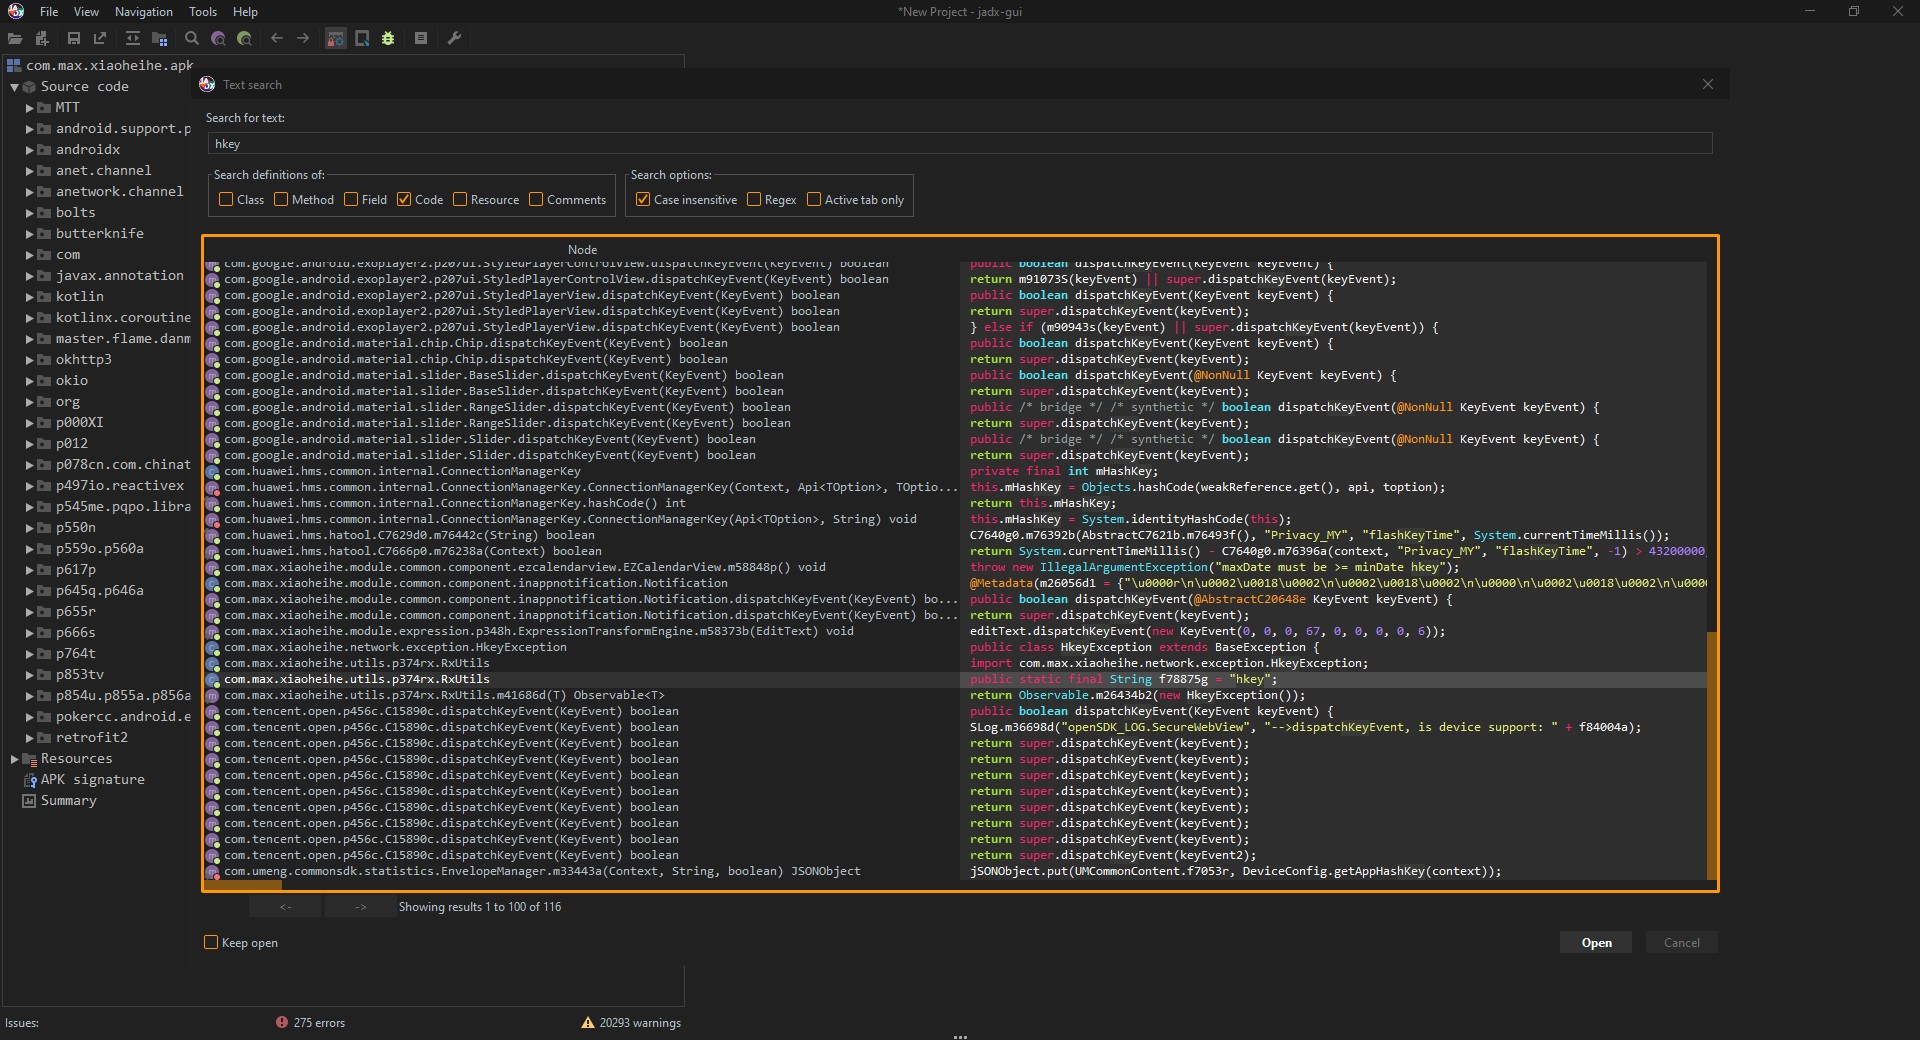 File View Navigation Tools Help
*New Project - jadx-gui
com.max.xiaoheihe.apk
Source code
MTT
android.support.p
androidx
anet.channel
anetwork.channel
bolts
butterknife
com
javax.annotation
kotlin
kotlinx.coroutine
master.flame.danm
okhttp3
okio
org
p000XI
p012
p078cn.com.chinat
p497io.reactivex
p545me.pqpo.libra
p550n
p559o.p560a
p617p
p645q.p646a
p655r
p666s
p764t
p853tv
p854u.p855a.p856a
pokercc.android.e
retrofit2
Resources
APK signature
Summary
Text search
Search for text:
hkey
Search definitions of:
Class Method Field Code Resource Comments
Search options:
Case insensitive Regex Active tab only
Node
com.google.android.exoplayer2.p207ui.StyledPlayerControlView.dispatchKeyEvent(KeyEvent) boolean public boolean dispatchKeyEvent(KeyEvent keyEvent) {
com.google.android.exoplayer2.p207ui.StyledPlayerControlView.dispatchKeyEvent(KeyEvent) boolean return m91073S(keyEvent) || super.dispatchKeyEvent(keyEvent);
com.google.android.exoplayer2.p207ui.StyledPlayerView.dispatchKeyEvent(KeyEvent) boolean public boolean dispatchKeyEvent(KeyEvent keyEvent) {
com.google.android.exoplayer2.p207ui.StyledPlayerView.dispatchKeyEvent(KeyEvent) boolean return super.dispatchKeyEvent(keyEvent);
com.google.android.exoplayer2.p207ui.StyledPlayerView.dispatchKeyEvent(KeyEvent) boolean } else if (m90943s(keyEvent) || super.dispatchKeyEvent(keyEvent)) {
com.google.android.material.chip.Chip.dispatchKeyEvent(KeyEvent) boolean public boolean dispatchKeyEvent(KeyEvent keyEvent) {
com.google.android.material.chip.Chip.dispatchKeyEvent(KeyEvent) boolean return super.dispatchKeyEvent(keyEvent);
com.google.android.material.slider.BaseSlider.dispatchKeyEvent(KeyEvent) boolean public boolean dispatchKeyEvent(@NonNull KeyEvent keyEvent) {
com.google.android.material.slider.BaseSlider.dispatchKeyEvent(KeyEvent) boolean return super.dispatchKeyEvent(keyEvent);
com.google.android.material.slider.RangeSlider.dispatchKeyEvent(KeyEvent) boolean public /* bridge */ /* synthetic */ boolean dispatchKeyEvent(@NonNull KeyEvent keyEvent) {
com.google.android.material.slider.RangeSlider.dispatchKeyEvent(KeyEvent) boolean return super.dispatchKeyEvent(keyEvent);
com.google.android.material.slider.Slider.dispatchKeyEvent(KeyEvent) boolean public /* bridge */ /* synthetic */ boolean dispatchKeyEvent(@NonNull KeyEvent keyEvent) {
com.google.android.material.slider.Slider.dispatchKeyEvent(KeyEvent) boolean return super.dispatchKeyEvent(keyEvent);
com.huawei.hms.common.internal.ConnectionManagerKey private final int mHashKey;
com.huawei.hms.common.internal.ConnectionManagerKey.ConnectionManagerKey(Context, Api<TOption>, TOptio... this.mHashKey = Objects.hashCode(weakReference.get(), api, toption);
com.huawei.hms.common.internal.ConnectionManagerKey.hashCode() int return this.mHashKey;
com.huawei.hms.common.internal.ConnectionManagerKey.ConnectionManagerKey(Api<TOption>, String) void this.mHashKey = System.identityHashCode(this);
com.huawei.hms.hatool.C7629d0.m76442c(String) boolean C7640g0.m76392b(AbstractC7621b.m76493f(), "Privacy_MY", "flashKeyTime", System.currentTimeMillis());
com.huawei.hms.hatool.C7666p0.m76238a(Context) boolean return System.currentTimeMillis() - C7640g0.m76396a(context, "Privacy_MY", "flashKeyTime", -1) > 43200000
com.max.xiaoheihe.module.common.component.ezcalendarview.EZCalendarView.m58848p() void throw new IllegalArgumentException("maxDate must be >= minDate hkey");
com.max.xiaoheihe.module.common.component.inappnotification.Notification @Metadata(m26056d1 = {"\u0000r\n\u0002\u0018\u0002\n\u0002\u0018\u0002\n\u0000\n\u0002\u0018\u0002\n\u000
com.max.xiaoheihe.module.common.component.inappnotification.Notification.dispatchKeyEvent(KeyEvent) bo... public boolean dispatchKeyEvent(@AbstractC20648e KeyEvent keyEvent) {
com.max.xiaoheihe.module.common.component.inappnotification.Notification.dispatchKeyEvent(KeyEvent) bo... return super.dispatchKeyEvent(keyEvent);
com.max.xiaoheihe.module.expression.p348h.ExpressionTransformEngine.m58373b(EditText) void editText.dispatchKeyEvent(new KeyEvent(0, 0, 0, 67, 0, 0, 0, 0, 6));
com.max.xiaoheihe.network.exception.HkeyException public class HkeyException extends BaseException {
com.max.xiaoheihe.utils.p374rx.RxUtils import com.max.xiaoheihe.network.exception.HkeyException;
com.max.xiaoheihe.utils.p374rx.RxUtils public static final String f78875g = "hkey";
com.max.xiaoheihe.utils.p374rx.RxUtils.m41686d(T) Observable<T> return Observable.m26434b2(new HkeyException());
com.tencent.open.p456c.C15890c.dispatchKeyEvent(KeyEvent) boolean public boolean dispatchKeyEvent(KeyEvent keyEvent) {
com.tencent.open.p456c.C15890c.dispatchKeyEvent(KeyEvent) boolean SLog.m36698d("openSDK_LOG.SecureWebView", "-->dispatchKeyEvent, is device support: " + f84004a);
com.tencent.open.p456c.C15890c.dispatchKeyEvent(KeyEvent) boolean return super.dispatchKeyEvent(keyEvent);
com.tencent.open.p456c.C15890c.dispatchKeyEvent(KeyEvent) boolean return super.dispatchKeyEvent(keyEvent);
com.tencent.open.p456c.C15890c.dispatchKeyEvent(KeyEvent) boolean return super.dispatchKeyEvent(keyEvent);
com.tencent.open.p456c.C15890c.dispatchKeyEvent(KeyEvent) boolean return super.dispatchKeyEvent(keyEvent);
com.tencent.open.p456c.C15890c.dispatchKeyEvent(KeyEvent) boolean return super.dispatchKeyEvent(keyEvent);
com.tencent.open.p456c.C15890c.dispatchKeyEvent(KeyEvent) boolean return super.dispatchKeyEvent(keyEvent);
com.tencent.open.p456c.C15890c.dispatchKeyEvent(KeyEvent) boolean return super.dispatchKeyEvent(keyEvent);
com.tencent.open.p456c.C15890c.dispatchKeyEvent(KeyEvent) boolean return super.dispatchKeyEvent(keyEvent2);
com.umeng.commonsdk.statistics.EnvelopeManager.m33443a(Context, String, boolean) JSONObject jSONObject.put(UMCommonContent.f7053r, DeviceConfig.getAppHashKey(context));
<- -> Showing results 1 to 100 of 116
Keep open
Open Cancel
Issues: 275 errors 20293 warnings